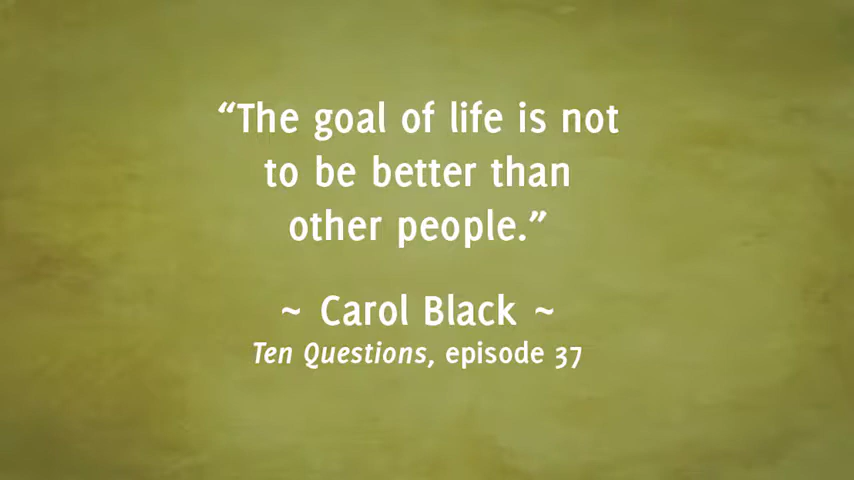 “The goal of life is not
to be better than
other people.”
~ Carol Black ~
Ten Questions, episode 37